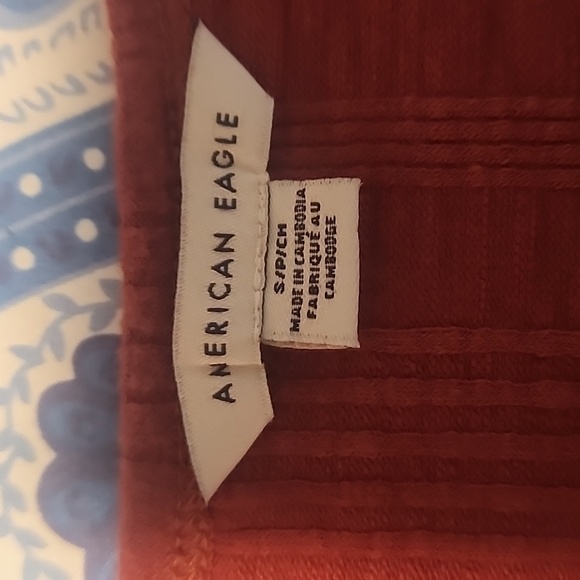 AMERICAN EAGLE
S/P/CH
MADE IN CAMBODIA
FABRIQUÉ AU
CAMBODGE